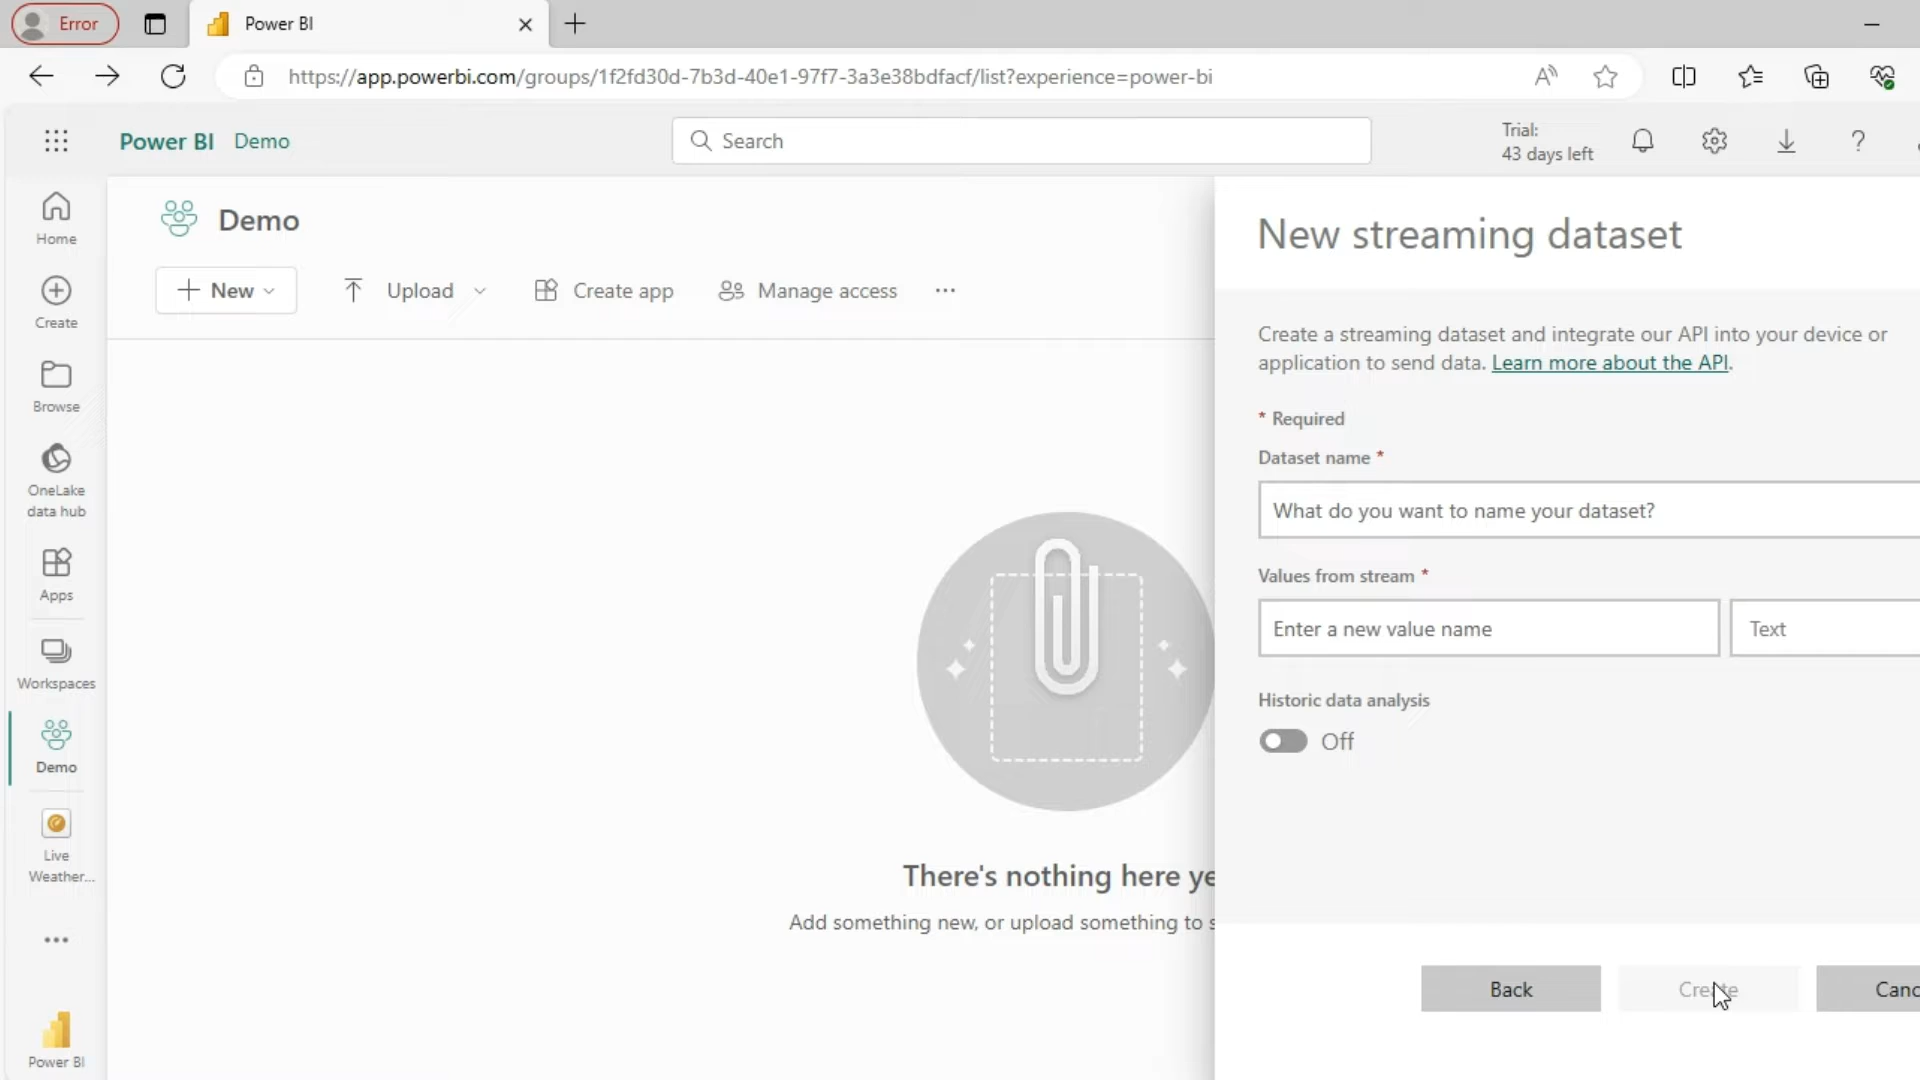 Error
Power BI
https://app.powerbi.com/groups/1f2fd30d-7b3d-40e1-97f7-3a3e38bdfacf/list?experience=power-bi
Power BI Demo
Search
Trial:
43 days left
Home
Create
Browse
OneLake
data hub
Apps
Workspaces
Demo
Live
Weather...
Power BI
Demo
New
Upload
Create app
Manage access
There's nothing here ye
Add something new, or upload something to s
New streaming dataset
Create a streaming dataset and integrate our API into your device or
application to send data. Learn more about the API.
* Required
Dataset name *
What do you want to name your dataset?
Values from stream *
Enter a new value name
Text
Historic data analysis
Off
Back
Create
Canc